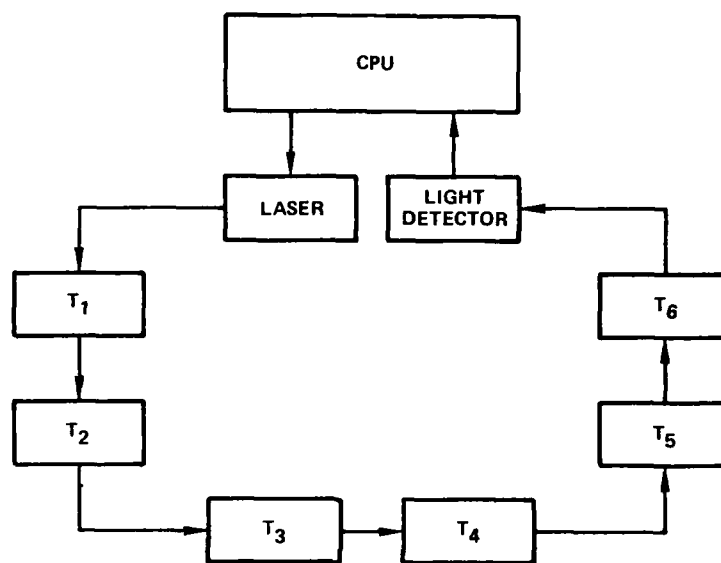 CPU
LASER
LIGHT
DETECTOR
T1
T2
T3
T4
T5
T6